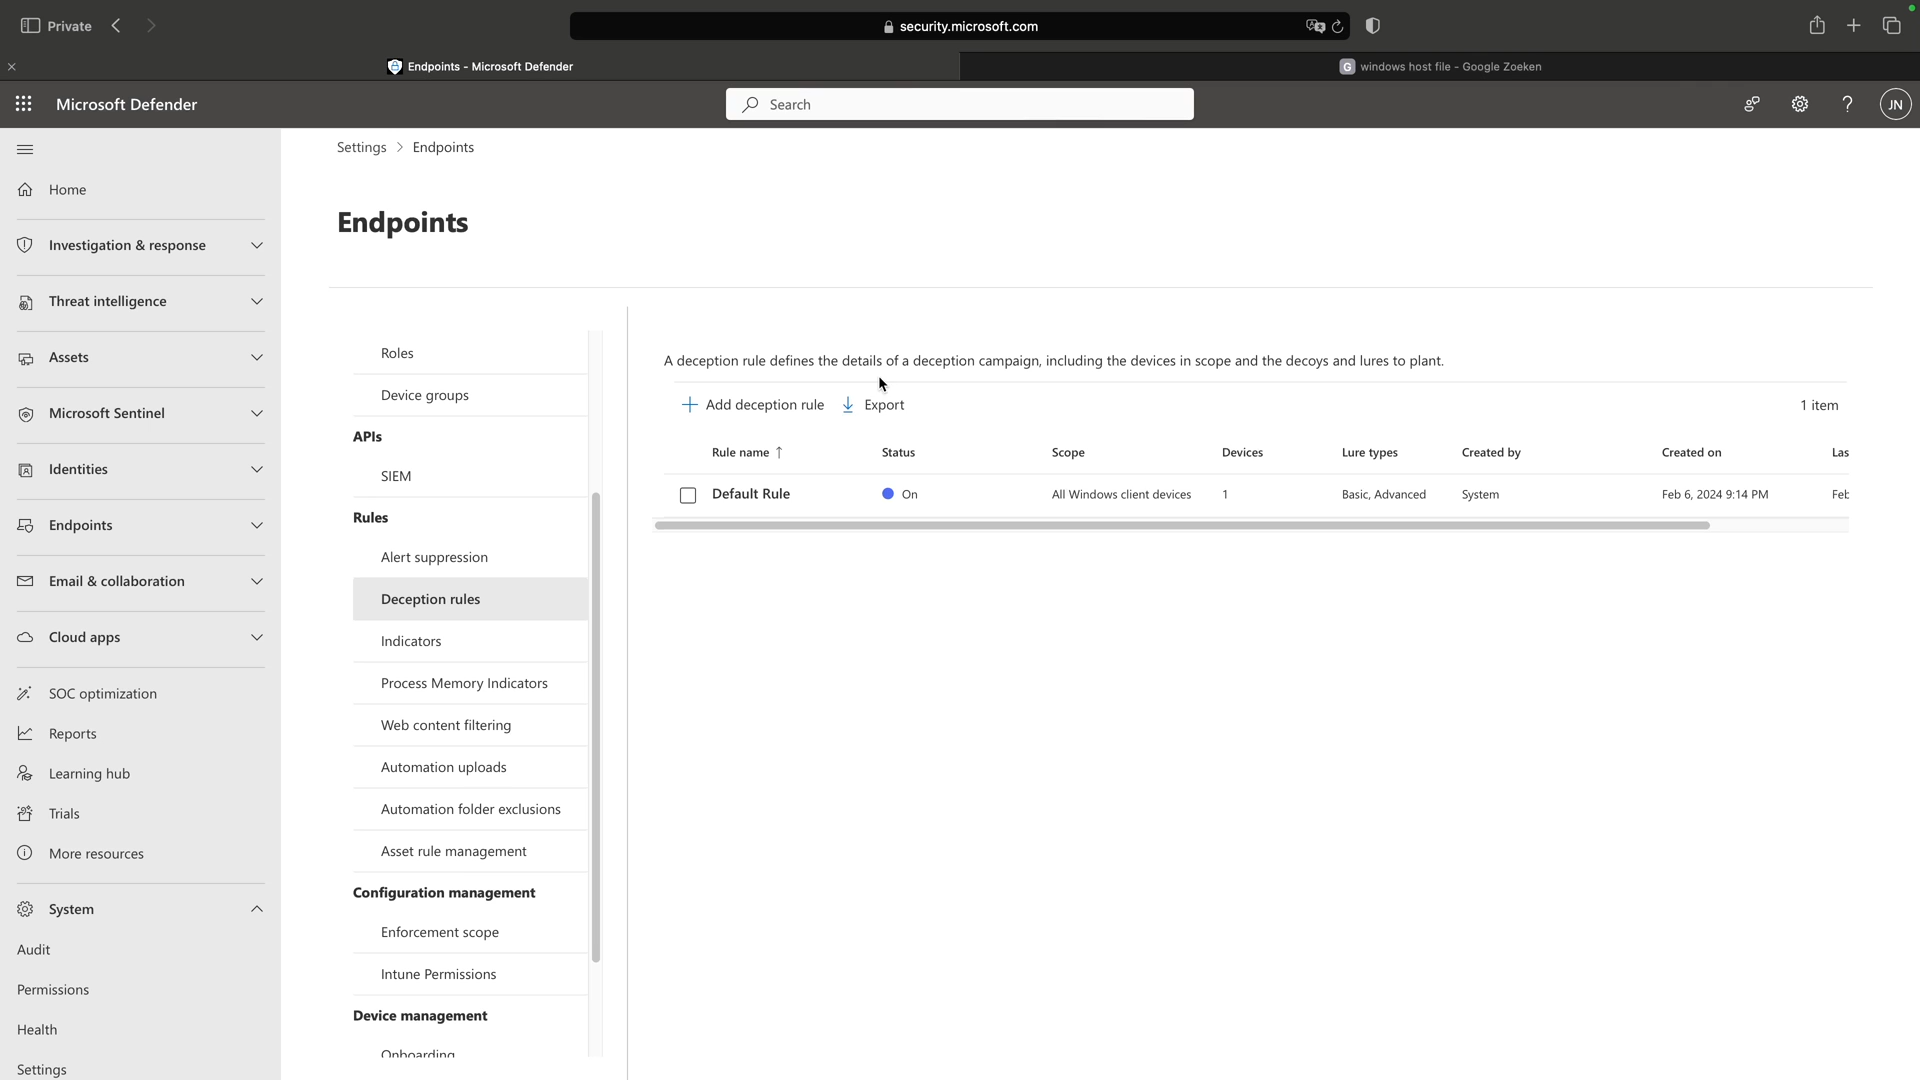 Private
security.microsoft.com
Endpoints - Microsoft Defender
G windows host file - Google Zoeken
Microsoft Defender
Search
JN
Home
Investigation & response
Threat intelligence
Assets
Microsoft Sentinel
Identities
Endpoints
Email & collaboration
Cloud apps
SOC optimization
Reports
Learning hub
Trials
More resources
System
Audit
Permissions
Health
Settings
Settings > Endpoints
Endpoints
Roles
Device groups
APIs
SIEM
Rules
Alert suppression
Deception rules
Indicators
Process Memory Indicators
Web content filtering
Automation uploads
Automation folder exclusions
Asset rule management
Configuration management
Enforcement scope
Intune Permissions
Device management
Onboarding
A deception rule defines the details of a deception campaign, including the devices in scope and the decoys and lures to plant.
Add deception rule Export 1 item
Rule name ↑ Status Scope Devices Lure types Created by Created on Las
Default Rule On All Windows client devices 1 Basic, Advanced System Feb 6, 2024 9:14 PM Feb